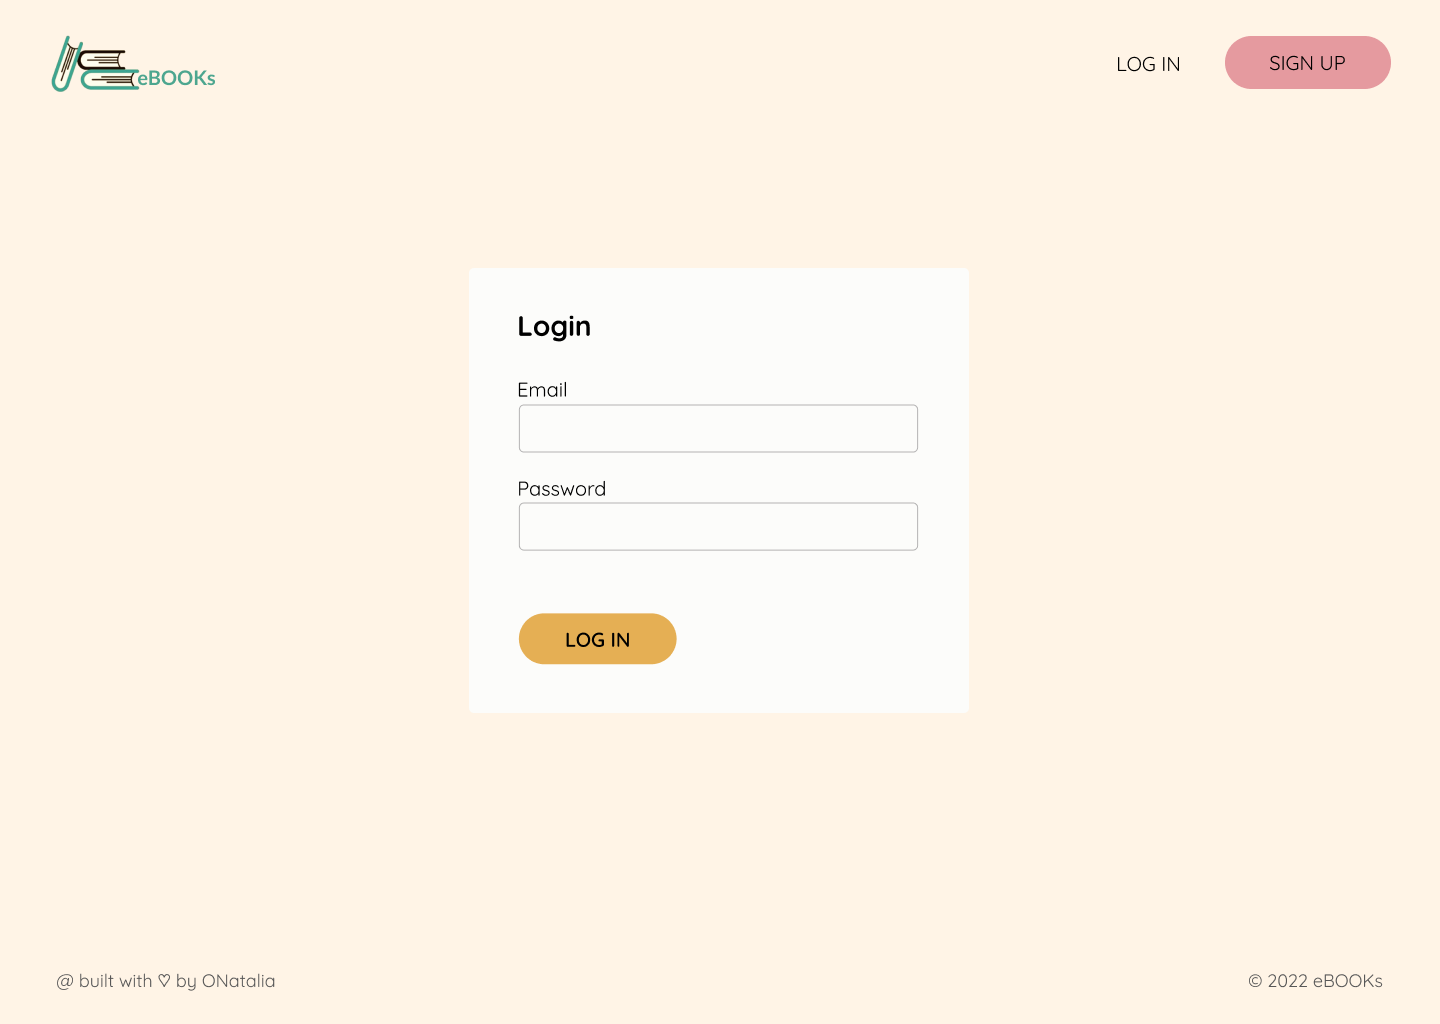 eBOOKs
LOG IN
SIGN UP
Login
Email
Password
LOG IN
@ built with ♡ by ONatalia
© 2022 eBOOKs